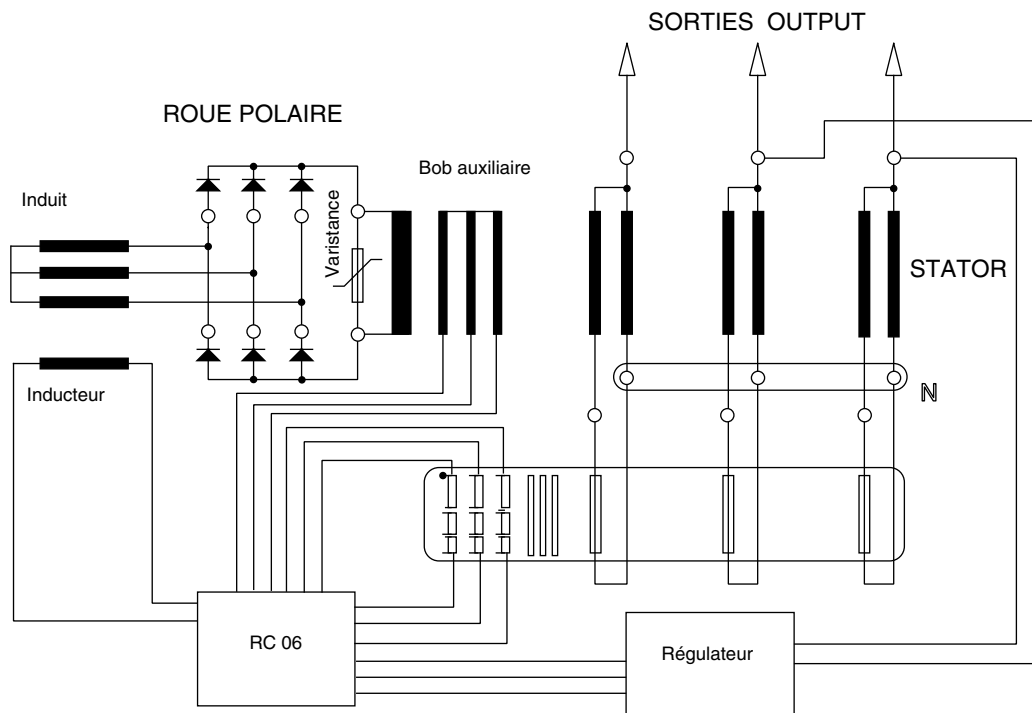 SORTIES OUTPUT
ROUE POLAIRE
Bob auxiliaire
Induit
Varistance
STATOR
Inducteur
N
RC 06
Régulateur